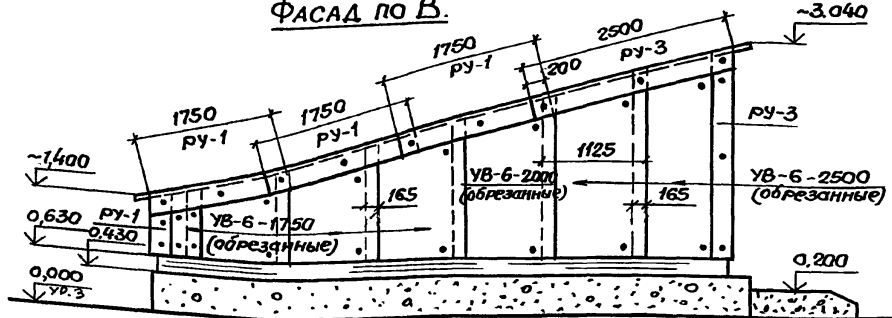 ФАСАД ПО В.
~3.040
2500
РУ-3
1750
РУ-1
200
1750
РУ-1
1750
РУ-1
РУ-3
~1,400
1125
УВ-6-2000
(обрезанные)
УВ-6-2500
(обрезанные)
165
165
0,630
РУ-1
УВ-6-1750
(обрезанные)
0.430
0,000
УР.З
0,200